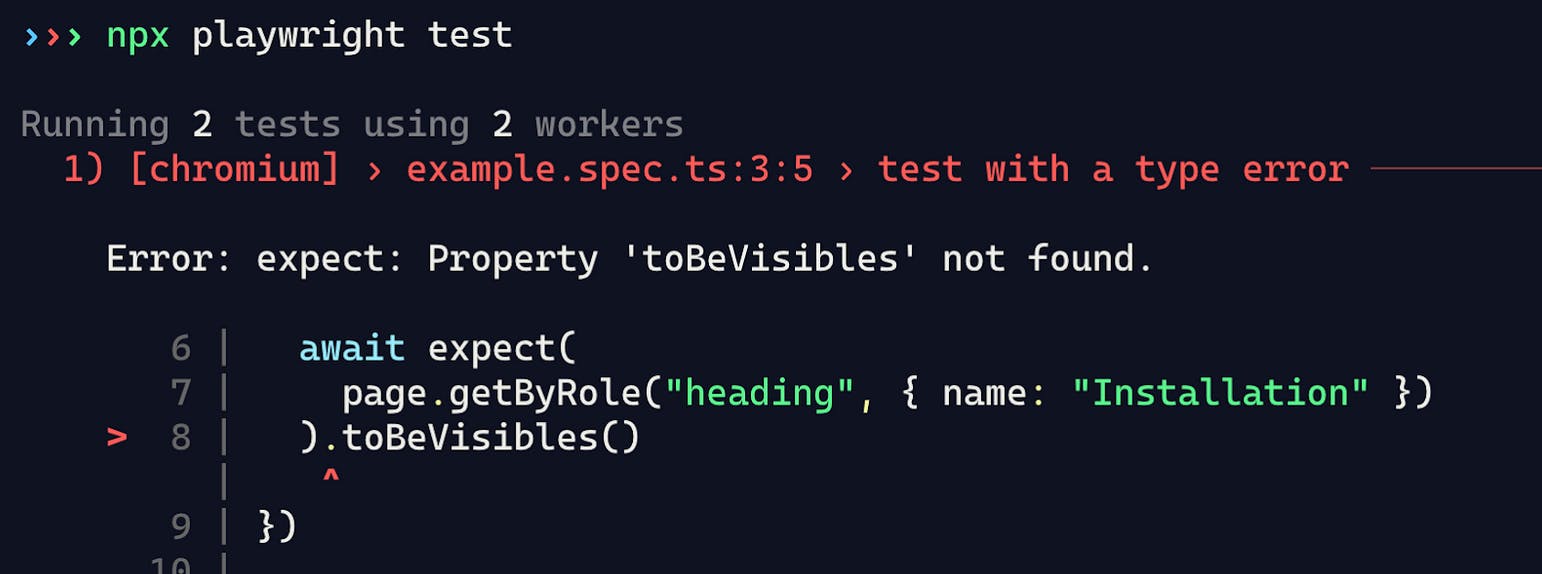 ››› npx playwright test
Running 2 tests using 2 workers
1) [chromium] › example.spec.ts:3:5 › test with a type error
Error: expect: Property 'toBeVisibles' not found.
6 |   await expect(
7 |     page.getByRole("heading", { name: "Installation" })
> 8 |   ).toBeVisibles()
|    ^
9 | })
10 |